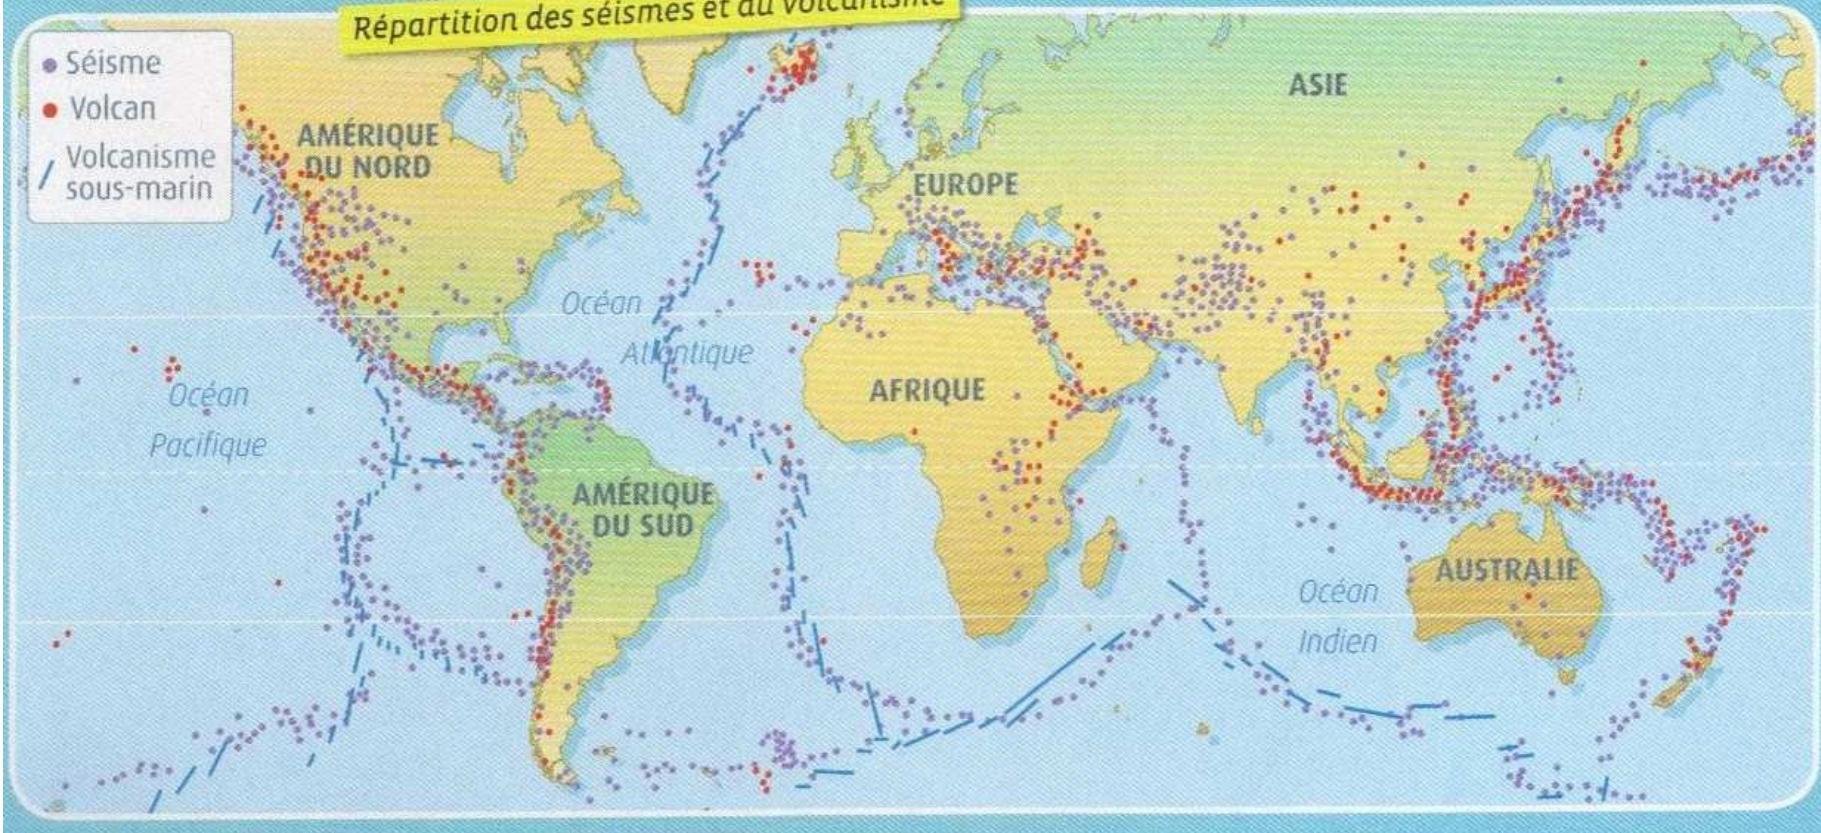 Répartition des séismes et du volcanisme
Séisme
Volcan
Volcanisme
sous-marin
AMÉRIQUE
DU NORD
ASIE
EUROPE
Océan
Atlantique
AFRIQUE
Océan
Pacifique
AMÉRIQUE
DU SUD
AUSTRALIE
Océan
Indien